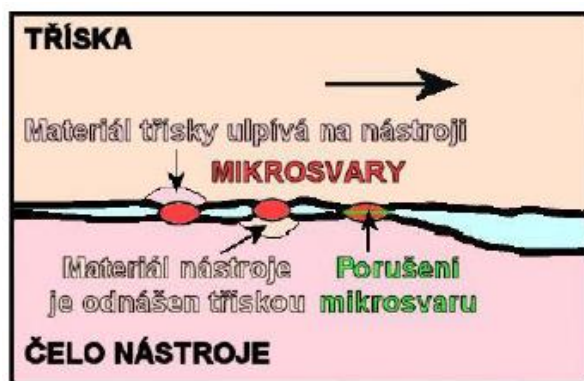 TŘÍSKA
Materiál třísky ulpívá na nástroji
MIKROSVARY
Materiál nástroje
je odnášen třískou
Porušení
mikrosvaru
ČELO NÁSTROJE